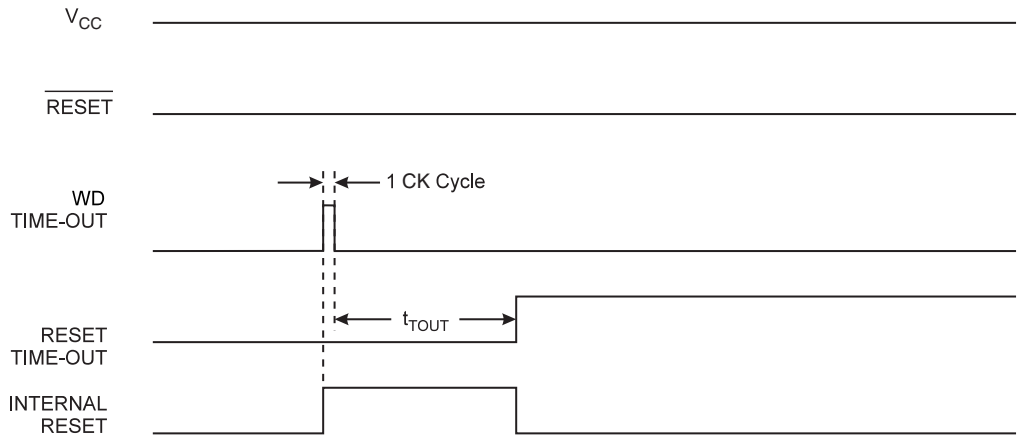 VCC
RESET
1 CK Cycle
WD
TIME-OUT
tTOUT
RESET
TIME-OUT
INTERNAL
RESET